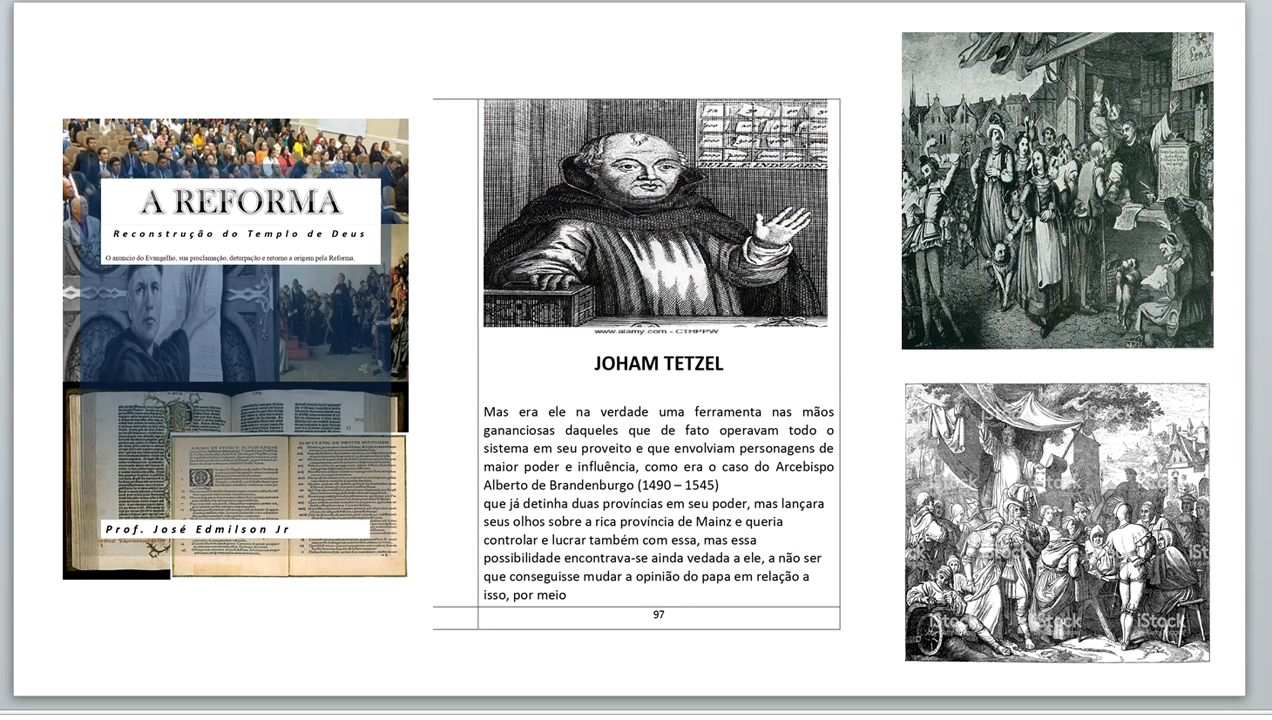 A REFORMA
Reconstrução do Templo de Deus
O anuncio do Evangelho, sua proclamação, deturpação e retorno a origem pela Reforma.
Prof. José Edmilson Jr
www.alamy.com - CTHPPW
JOHAM TETZEL
Mas era ele na verdade uma ferramenta nas mãos
gananciosas daqueles que de fato operavam todo o
sistema em seu proveito e que envolviam personagens de
maior poder e influência, como era o caso do Arcebispo
Alberto de Brandenburgo (1490 – 1545)
que já detinha duas províncias em seu poder, mas lançara
seus olhos sobre a rica província de Mainz e queria
controlar e lucrar também com essa, mas essa
possibilidade encontrava-se ainda vedada a ele, a não ser
que conseguisse mudar a opinião do papa em relação a
isso, por meio
97
iStock
iStock
iStock
iStock
iStock
iStock